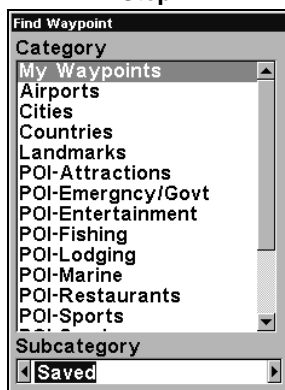 Find Waypoint
Category
My Waypoints
Airports
Cities
Countries
Landmarks
POI-Attractions
POI-Emergncy/Govt
POI-Entertainment
POI-Fishing
POI-Lodging
POI-Marine
POI-Restaurants
POI-Sports
Subcategory
Saved